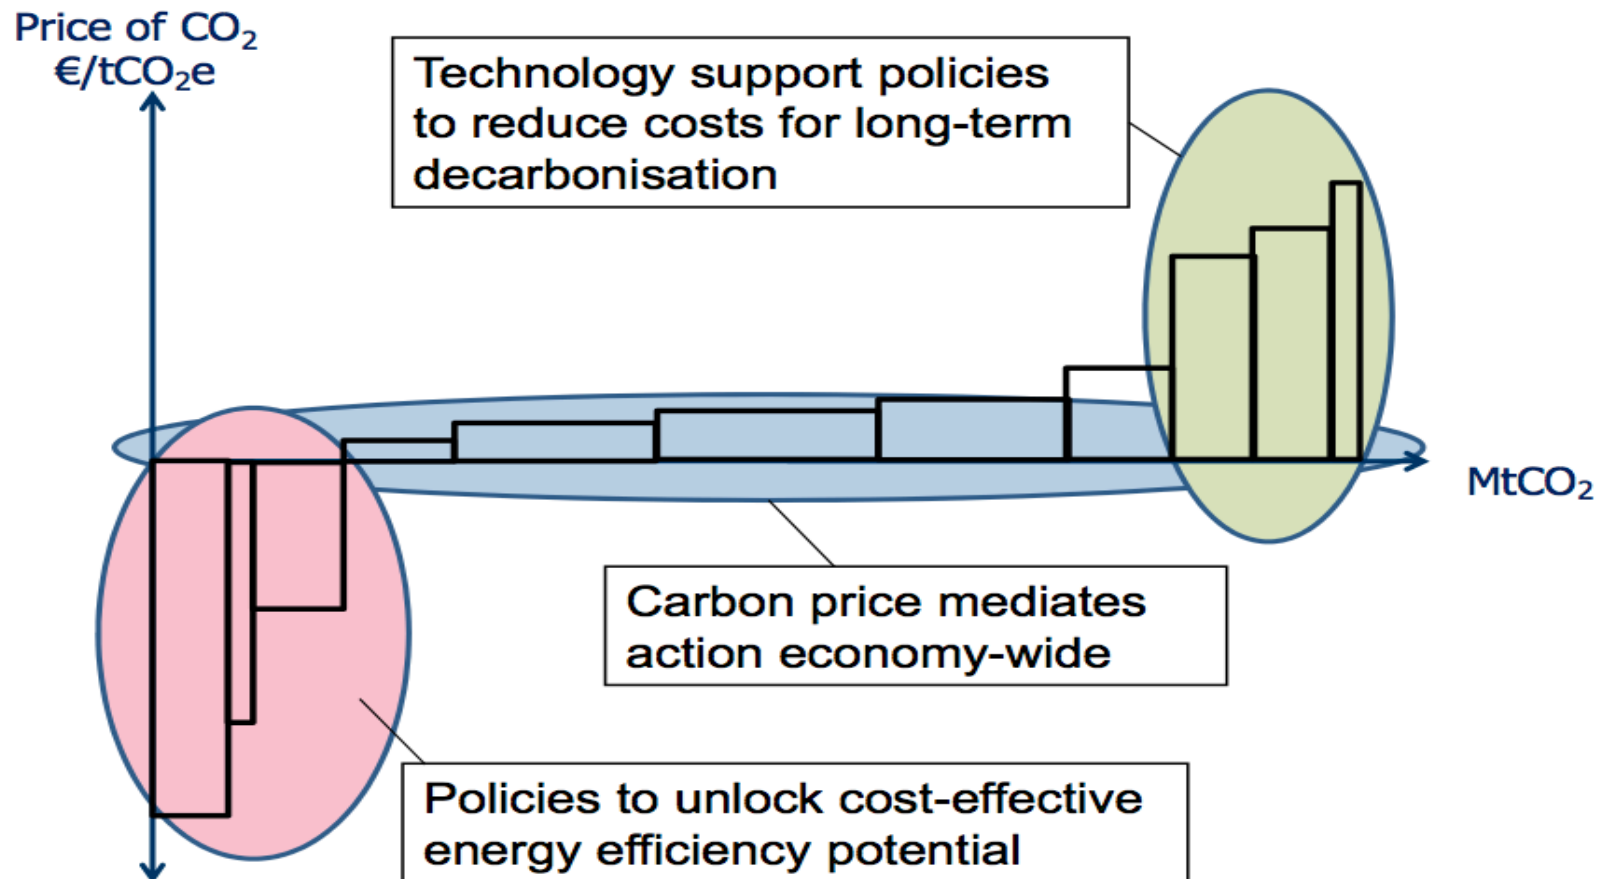 Price of CO₂
€/tCO₂e
Technology support policies
to reduce costs for long-term
decarbonisation
MtCO₂
Carbon price mediates
action economy-wide
Policies to unlock cost-effective
energy efficiency potential